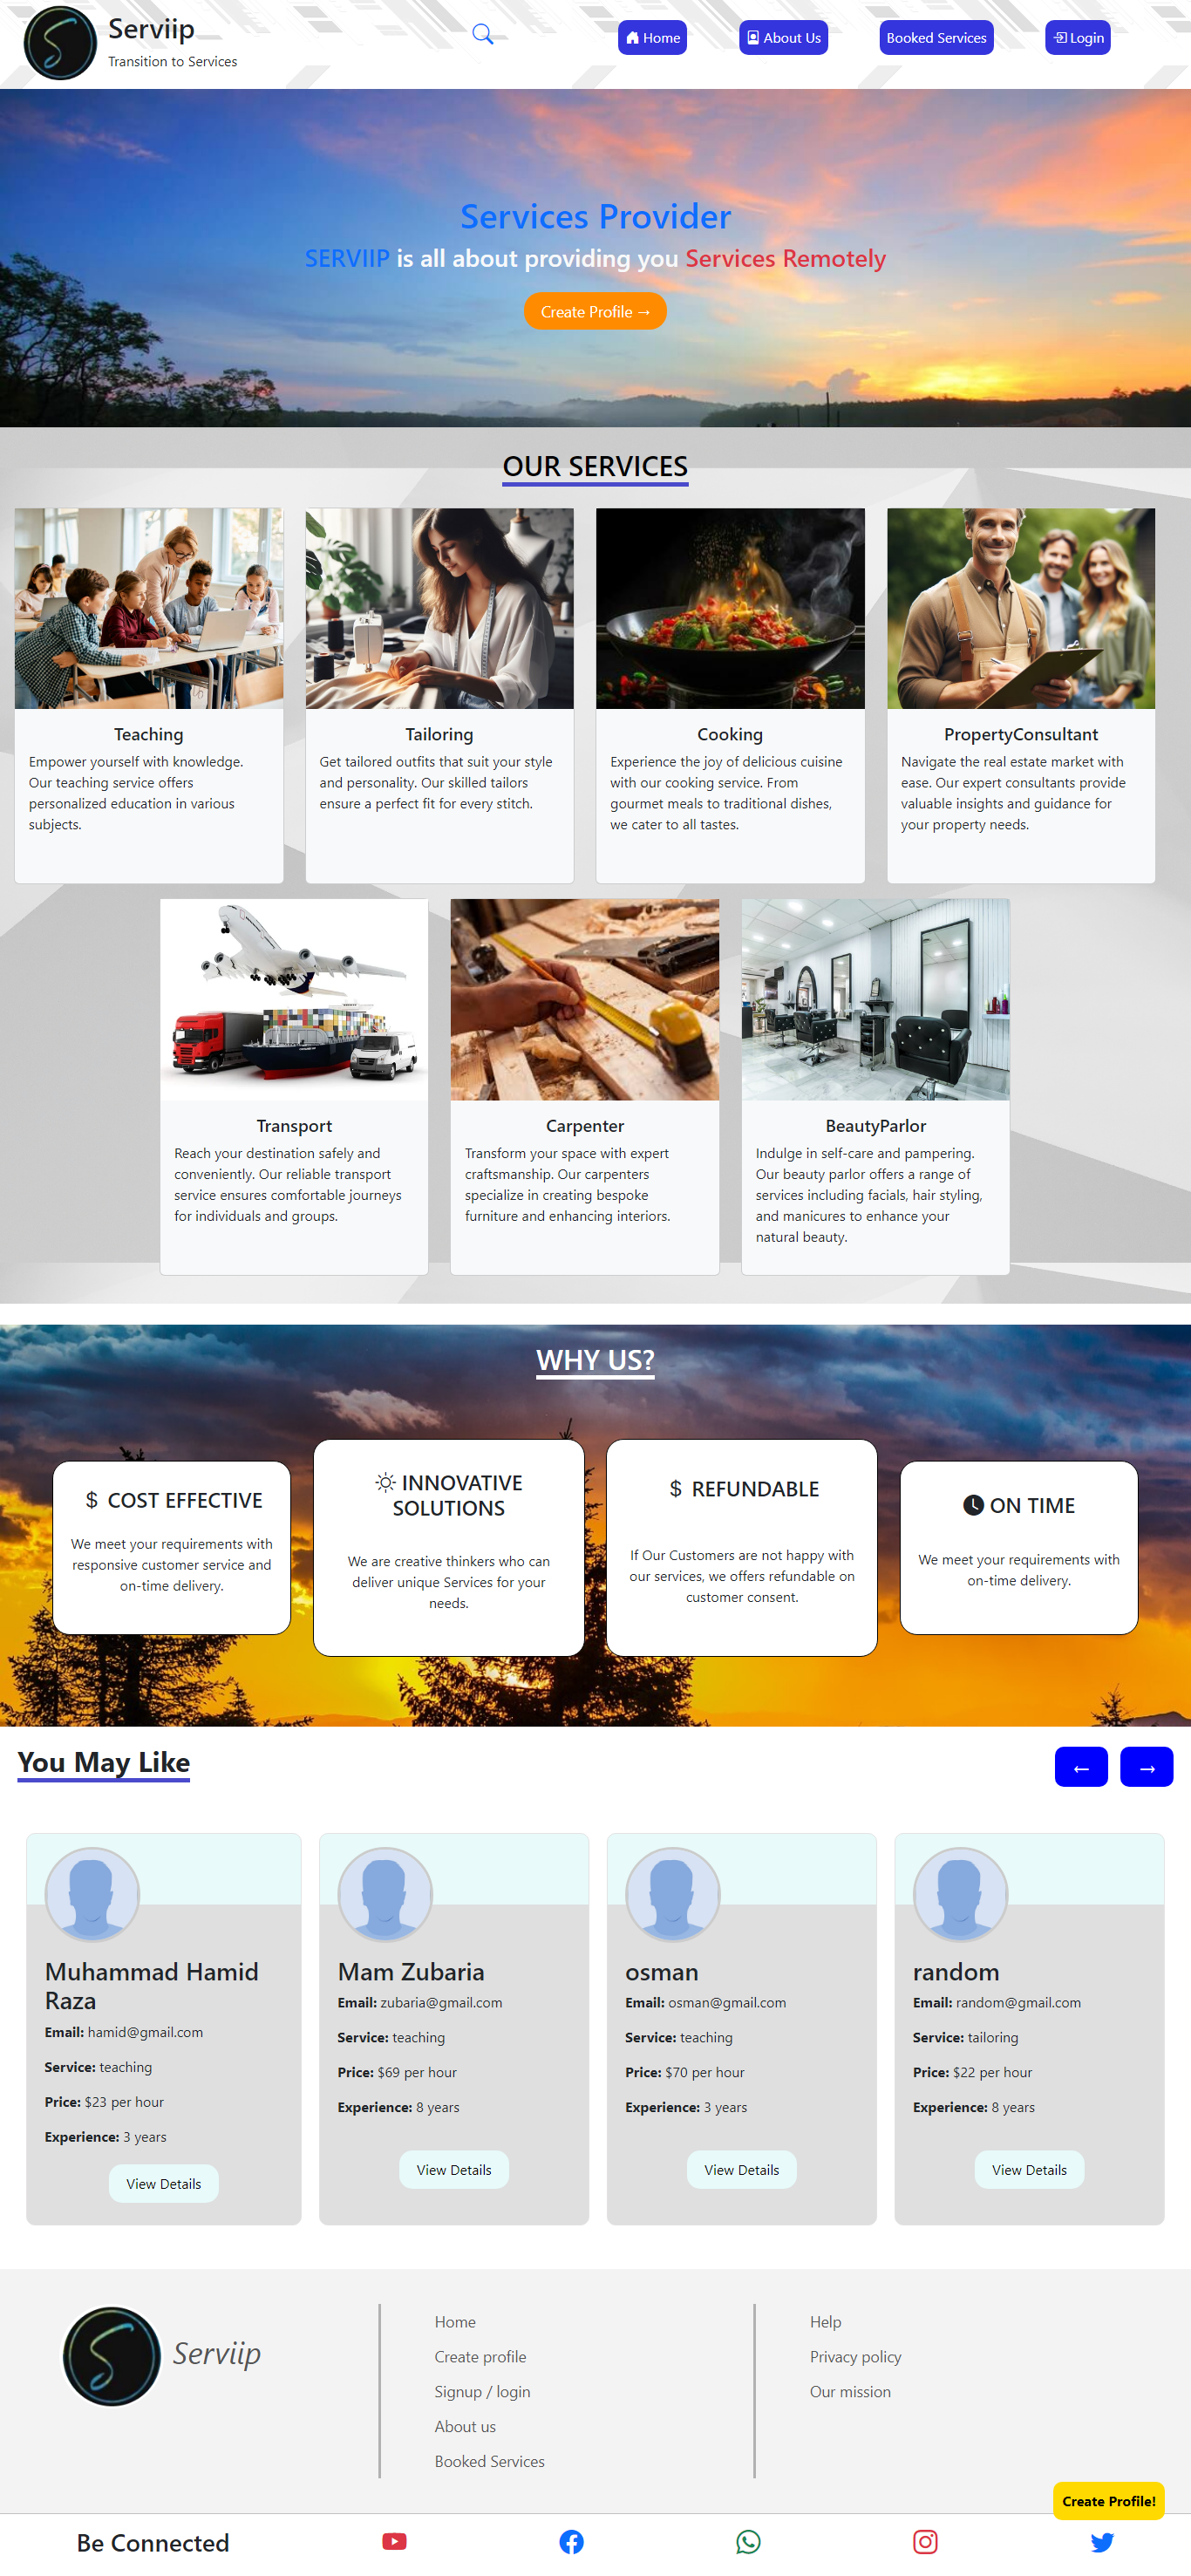 Serviip
Transition to Services
Home
About Us
Booked Services
Login
Services Provider
SERVIIP is all about providing you Services Remotely
Create Profile →
OUR SERVICES
Teaching
Empower yourself with knowledge.
Our teaching service offers
personalized education in various
subjects.
Tailoring
Get tailored outfits that suit your style
and personality. Our skilled tailors
ensure a perfect fit for every stitch.
Cooking
Experience the joy of delicious cuisine
with our cooking service. From
gourmet meals to traditional dishes,
we cater to all tastes.
PropertyConsultant
Navigate the real estate market with
ease. Our expert consultants provide
valuable insights and guidance for
your property needs.
Transport
Reach your destination safely and
conveniently. Our reliable transport
service ensures comfortable journeys
for individuals and groups.
Carpenter
Transform your space with expert
craftsmanship. Our carpenters
specialize in creating bespoke
furniture and enhancing interiors.
BeautyParlor
Indulge in self-care and pampering.
Our beauty parlor offers a range of
services including facials, hair styling,
and manicures to enhance your
natural beauty.
WHY US?
$ COST EFFECTIVE
We meet your requirements with
responsive customer service and
on-time delivery.
INNOVATIVE
SOLUTIONS
We are creative thinkers who can
deliver unique Services for your
needs.
$ REFUNDABLE
If Our Customers are not happy with
our services, we offers refundable on
customer consent.
ON TIME
We meet your requirements with
on-time delivery.
You May Like
← →
Muhammad Hamid
Raza
Email: hamid@gmail.com
Service: teaching
Price: $23 per hour
Experience: 3 years
View Details
Mam Zubaria
Email: zubaria@gmail.com
Service: teaching
Price: $69 per hour
Experience: 8 years
View Details
osman
Email: osman@gmail.com
Service: teaching
Price: $70 per hour
Experience: 3 years
View Details
random
Email: random@gmail.com
Service: tailoring
Price: $22 per hour
Experience: 8 years
View Details
Serviip
Home
Create profile
Signup / login
About us
Booked Services
Help
Privacy policy
Our mission
Create Profile!
Be Connected